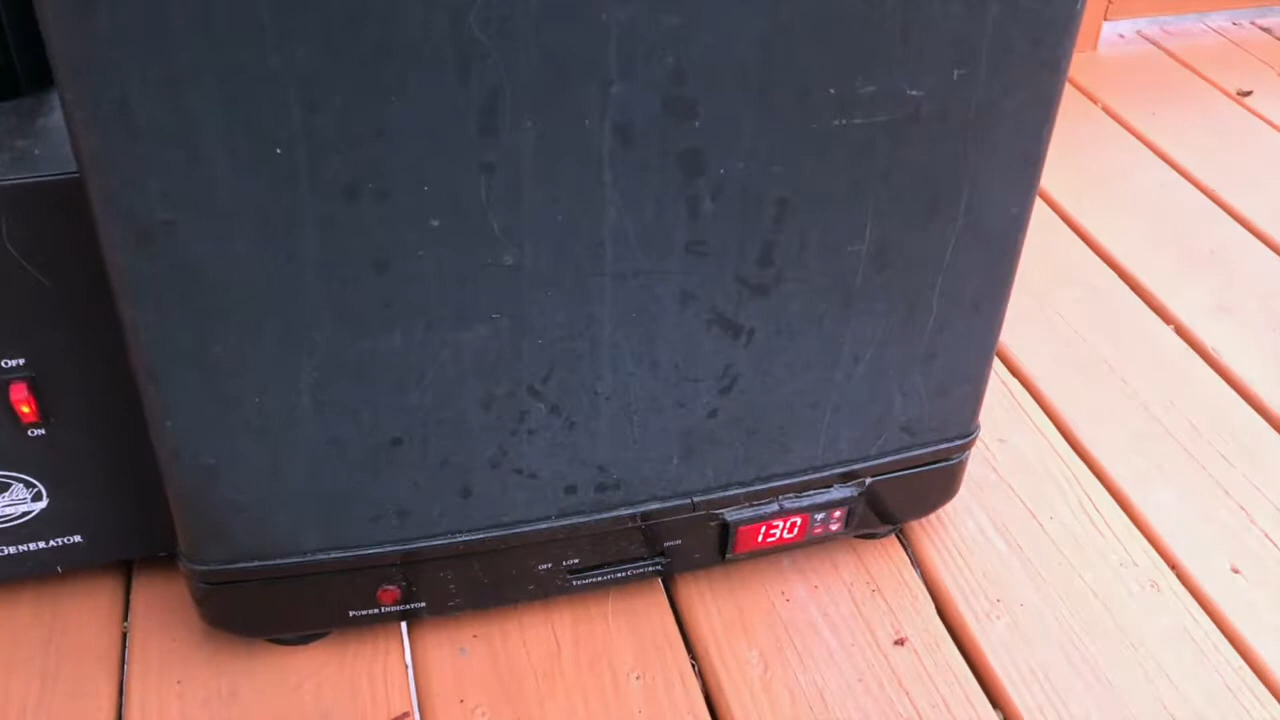 OFF
ON
GENERATOR
POWER INDICATOR
OFF LOW HIGH
TEMPERATURE CONTROL
130 °F